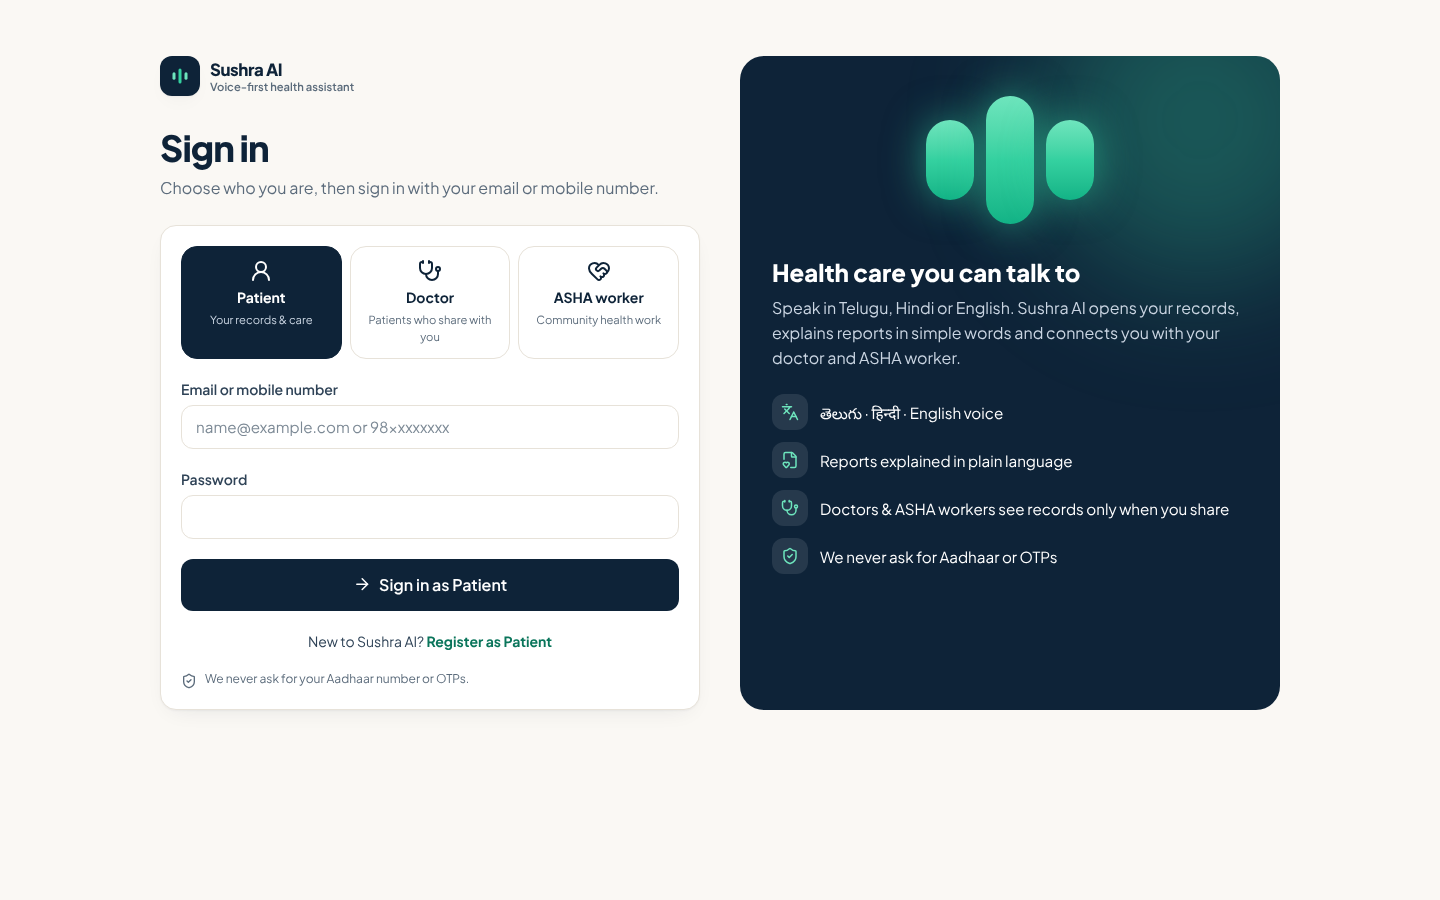 Sushra AI
Voice-first health assistant
Sign in
Choose who you are, then sign in with your email or mobile number.
Patient
Your records & care
Doctor
Patients who share with
you
ASHA worker
Community health work
Email or mobile number
name@example.com or 98xxxxxxxx
Password
Sign in as Patient
New to Sushra AI? Register as Patient
We never ask for your Aadhaar number or OTPs.
Health care you can talk to
Speak in Telugu, Hindi or English. Sushra AI opens your records,
explains reports in simple words and connects you with your
doctor and ASHA worker.
తెలుగు · हिन्दी · English voice
Reports explained in plain language
Doctors & ASHA workers see records only when you share
We never ask for Aadhaar or OTPs